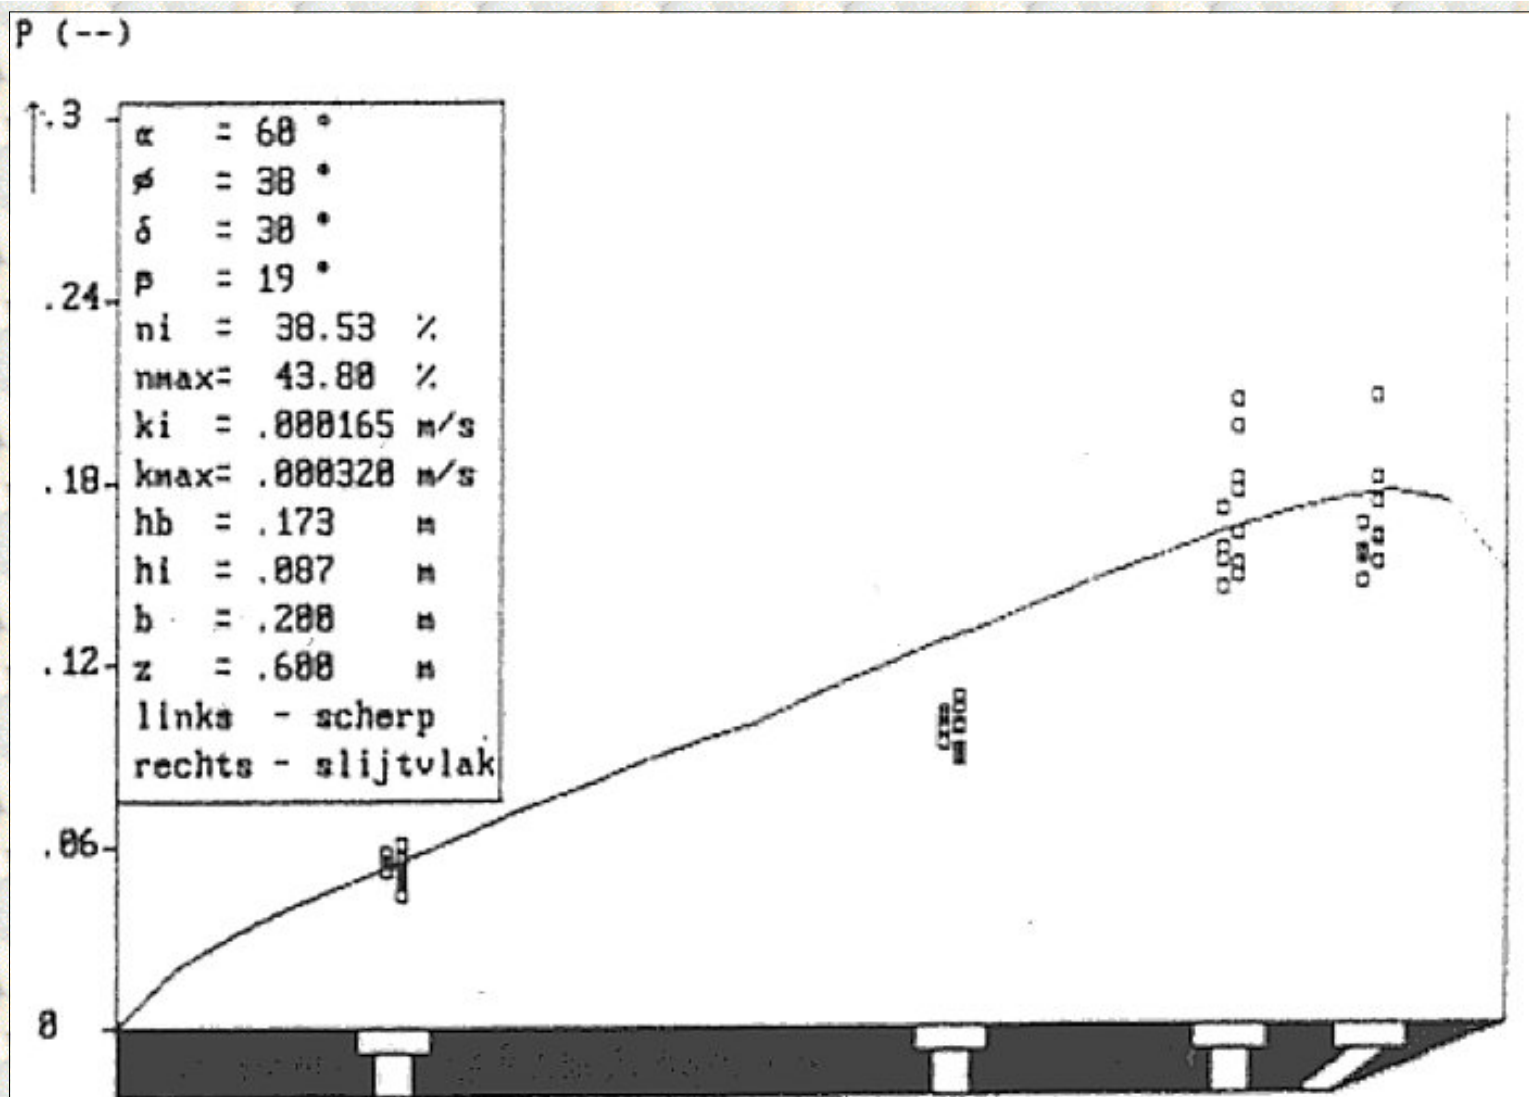 P (--)
.3
α = 60 °
ø = 38 °
δ = 30 °
β = 19 °
.24
ni = 38.53 %
nmax= 43.80 %
ki = .000165 m/s
.18
kmax= .000320 m/s
hb = .173 m
hi = .087 m
b = .200 m
.12
z = .600 m
links - scherp
rechts - slijtvlak
.06
0